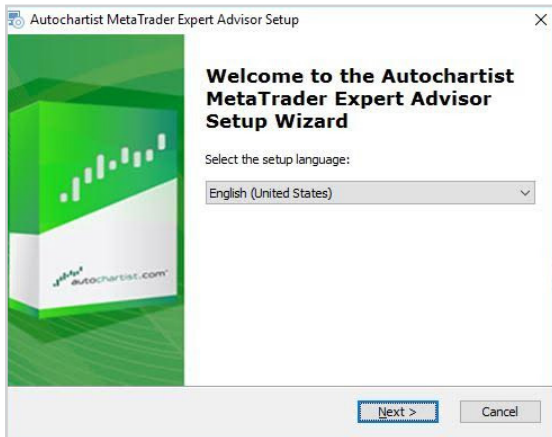 Autochartist MetaTrader Expert Advisor Setup
Welcome to the Autochartist
MetaTrader Expert Advisor
Setup Wizard
Select the setup language:
English (United States)
autochartist.com
Next >
Cancel